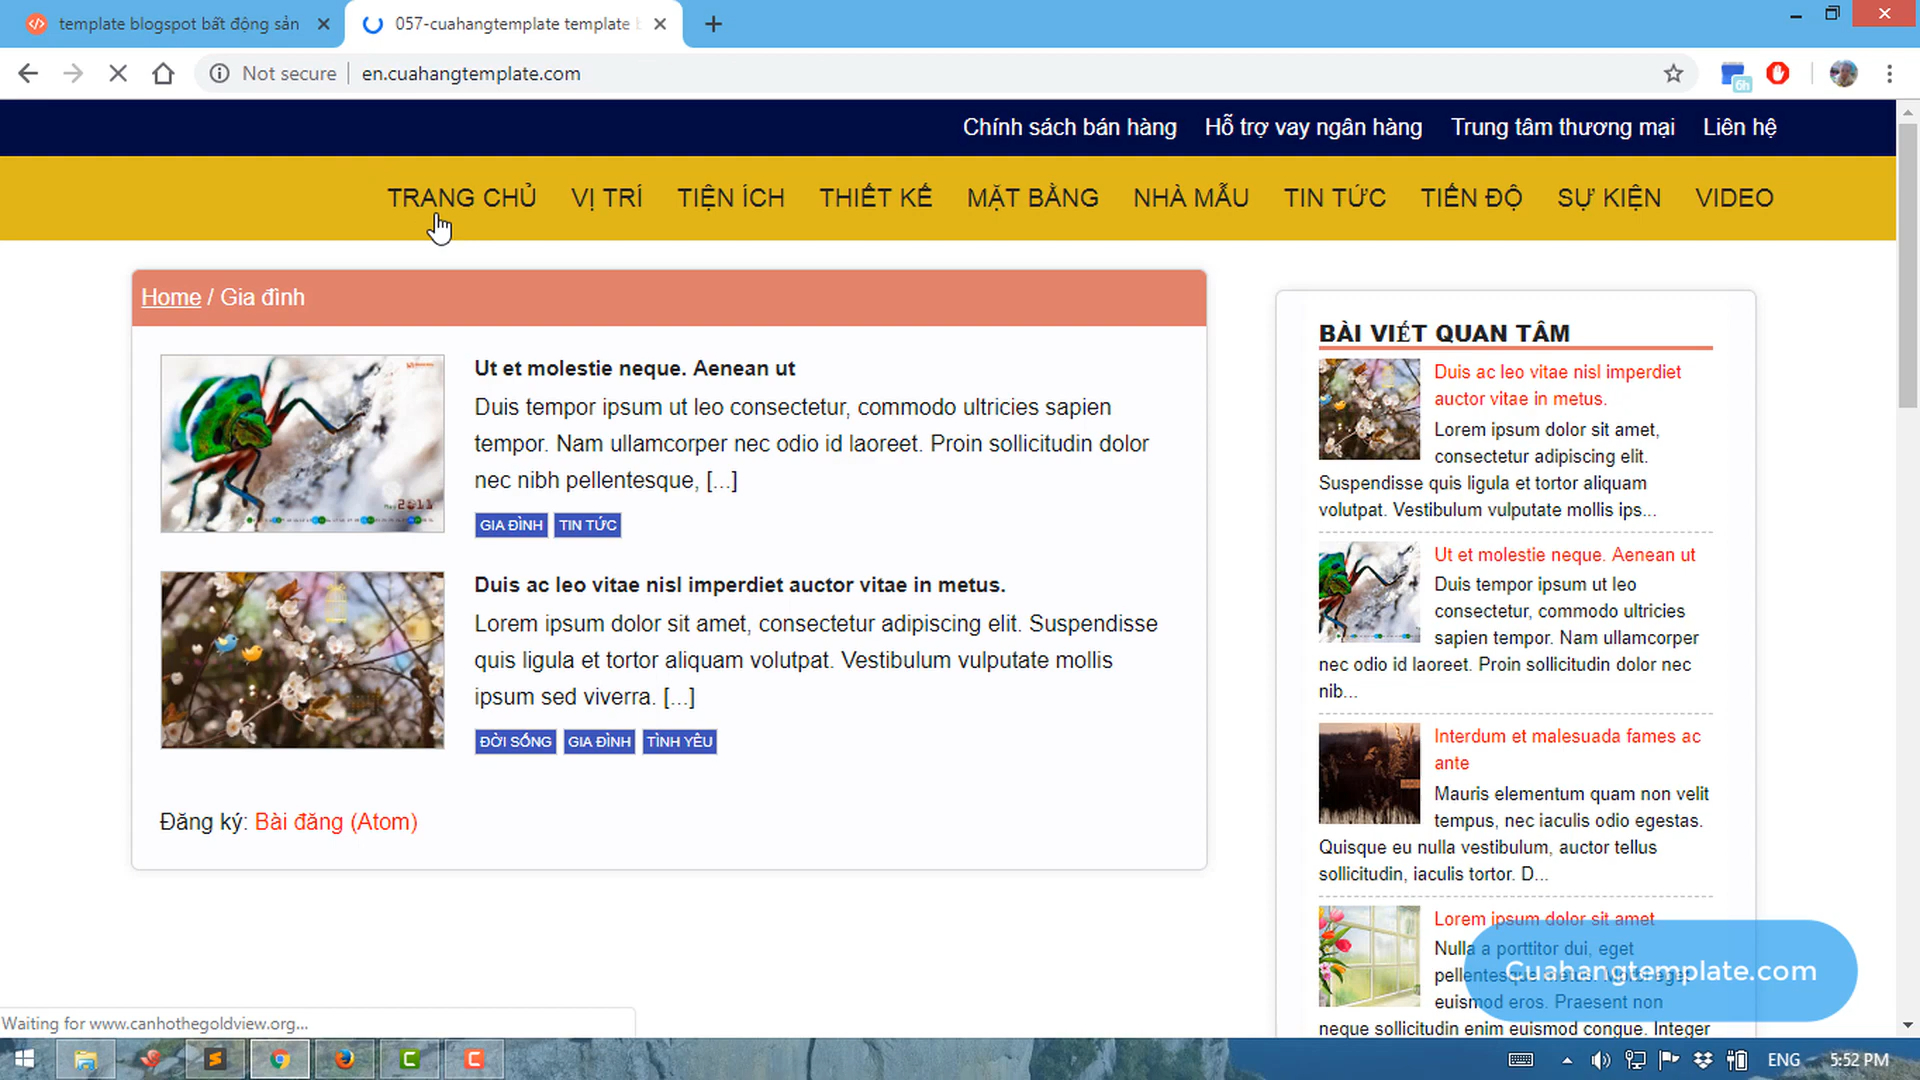 template blogspot bất động sản
057-cuahangtemplate template
Not secure
en.cuahangtemplate.com
6h
Chính sách bán hàng Hỗ trợ vay ngân hàng Trung tâm thương mại Liên hệ
TRANG CHỦ VỊ TRÍ TIỆN ÍCH THIẾT KẾ MẶT BẰNG NHÀ MẪU TIN TỨC TIẾN ĐỘ SỰ KIỆN VIDEO
Home / Gia đình
Ut et molestie neque. Aenean ut
Duis tempor ipsum ut leo consectetur, commodo ultricies sapien
tempor. Nam ullamcorper nec odio id laoreet. Proin sollicitudin dolor
nec nibh pellentesque, [...]
GIA ĐÌNH TIN TỨC
Duis ac leo vitae nisl imperdiet auctor vitae in metus.
Lorem ipsum dolor sit amet, consectetur adipiscing elit. Suspendisse
quis ligula et tortor aliquam volutpat. Vestibulum vulputate mollis
ipsum sed viverra. [...]
ĐỜI SỐNG GIA ĐÌNH TÌNH YÊU
Đăng ký: Bài đăng (Atom)
BÀI VIẾT QUAN TÂM
Duis ac leo vitae nisl imperdiet
auctor vitae in metus.
Lorem ipsum dolor sit amet,
consectetur adipiscing elit.
Suspendisse quis ligula et tortor aliquam
volutpat. Vestibulum vulputate mollis ips...
Ut et molestie neque. Aenean ut
Duis tempor ipsum ut leo
consectetur, commodo ultricies
sapien tempor. Nam ullamcorper
nec odio id laoreet. Proin sollicitudin dolor nec
nib...
Interdum et malesuada fames ac
ante
Mauris elementum quam non velit
tempus, nec iaculis odio egestas.
Quisque eu nulla vestibulum, auctor tellus
sollicitudin, iaculis tortor. D...
Lorem ipsum dolor sit amet
Nulla a porttitor dui, eget
euismod eros. Praesent non
neque sollicitudin enim euismod congue. Integer
Cuahangtemplate.com
Waiting for www.canhothegoldview.org...
ENG 5:52 PM